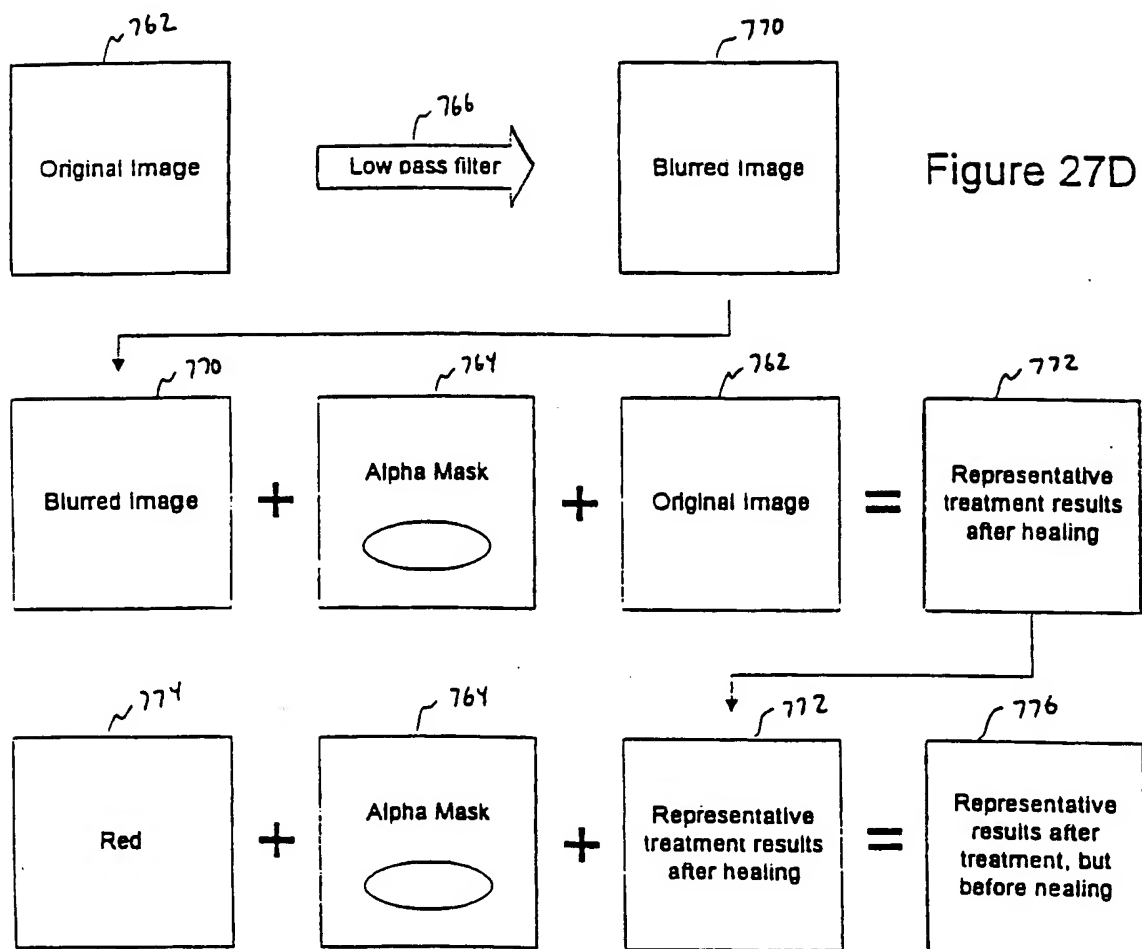 762
770
766
Original Image
Low pass filter
Blurred Image
Figure 27D
770
764
762
772
Blurred Image
+
Alpha Mask
+
Original Image
=
Representative
treatment results
after healing
774
764
772
776
Red
+
Alpha Mask
+
Representative
treatment results
after healing
=
Representative
results after
treatment, but
before nealing